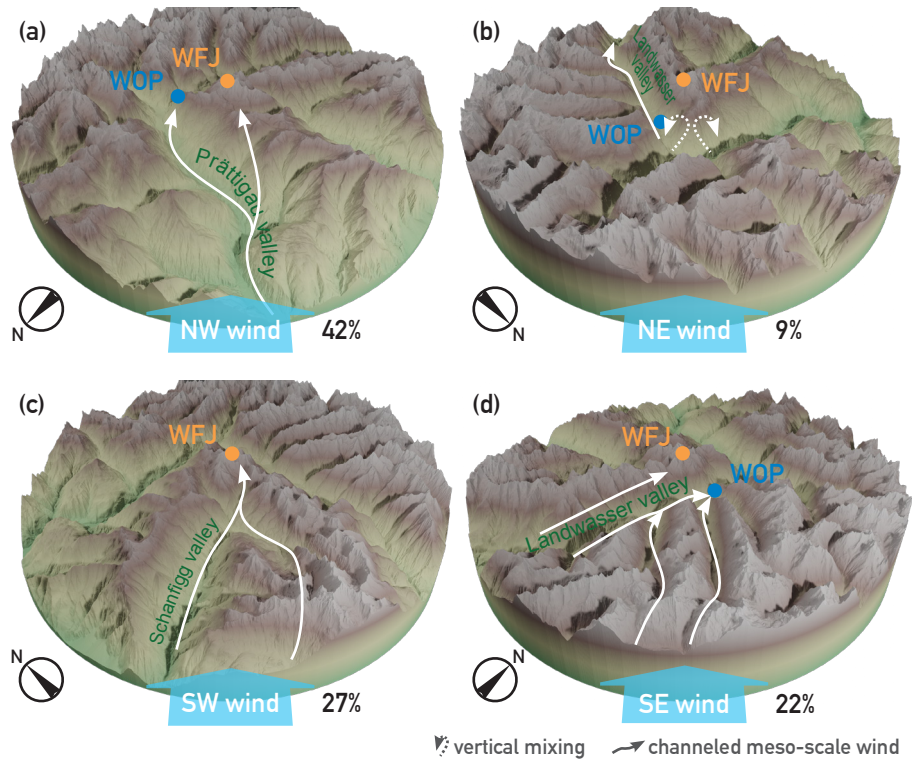 (a)
WFJ
WOP
Prättigau valley
N
NW wind
42%
(b)
Landwasser
valley
WFJ
WOP
N
NE wind
9%
(c)
WFJ
Schanfigg valley
N
SW wind
27%
(d)
WFJ
WOP
Landwasser valley
N
SE wind
22%
vertical mixing
channeled meso-scale wind